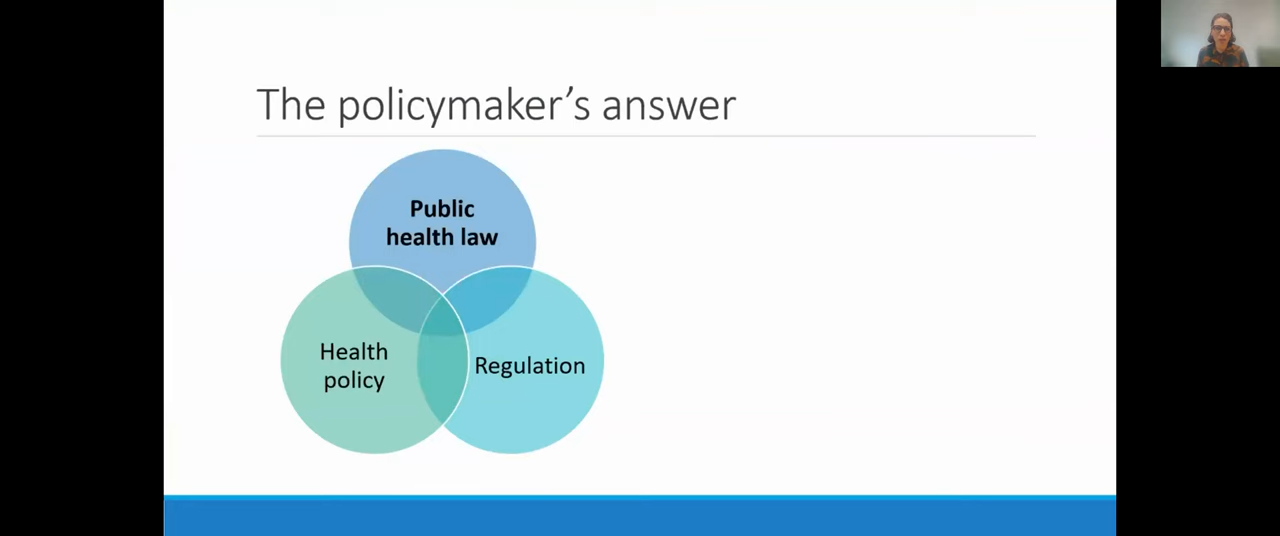 The policymaker’s answer
Public
health law
Health
policy
Regulation